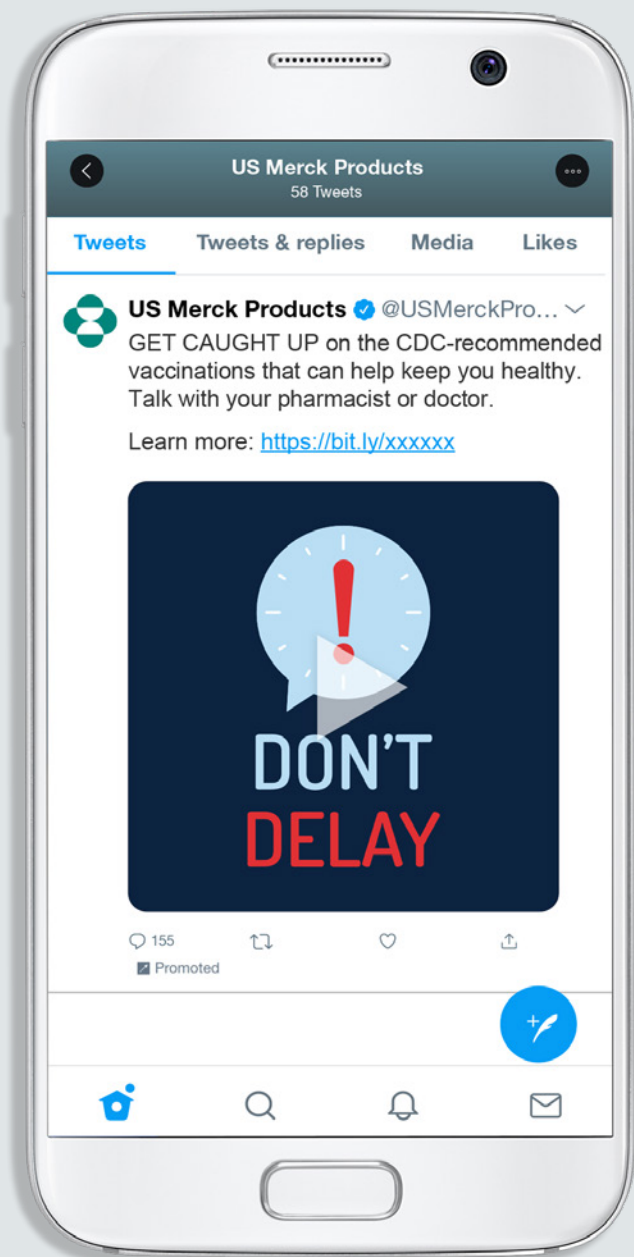 US Merck Products
58 Tweets
Tweets Tweets & replies Media Likes
US Merck Products @USMerckPro...
GET CAUGHT UP on the CDC-recommended
vaccinations that can help keep you healthy.
Talk with your pharmacist or doctor.
Learn more: https://bit.ly/xxxxxx
DON'T
DELAY
155
Promoted